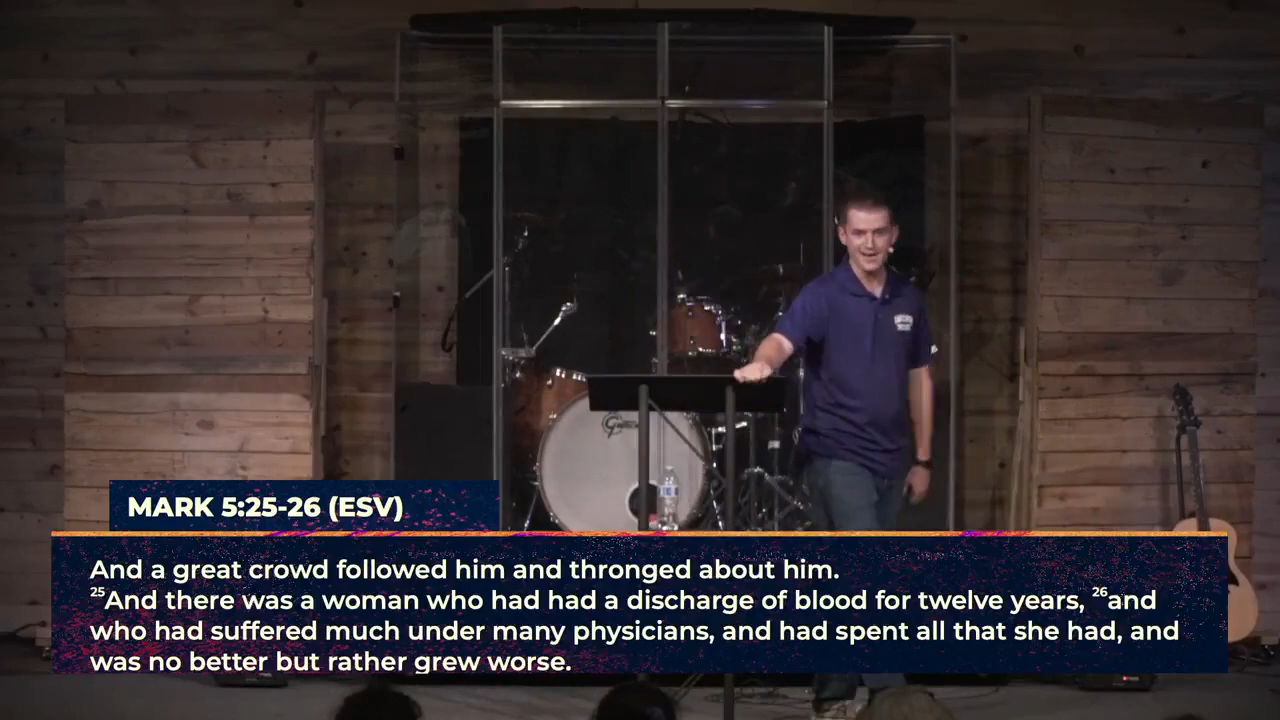 MARK 5:25-26 (ESV)
And a great crowd followed him and thronged about him.
25And there was a woman who had had a discharge of blood for twelve years, 26and
who had suffered much under many physicians, and had spent all that she had, and
was no better but rather grew worse.